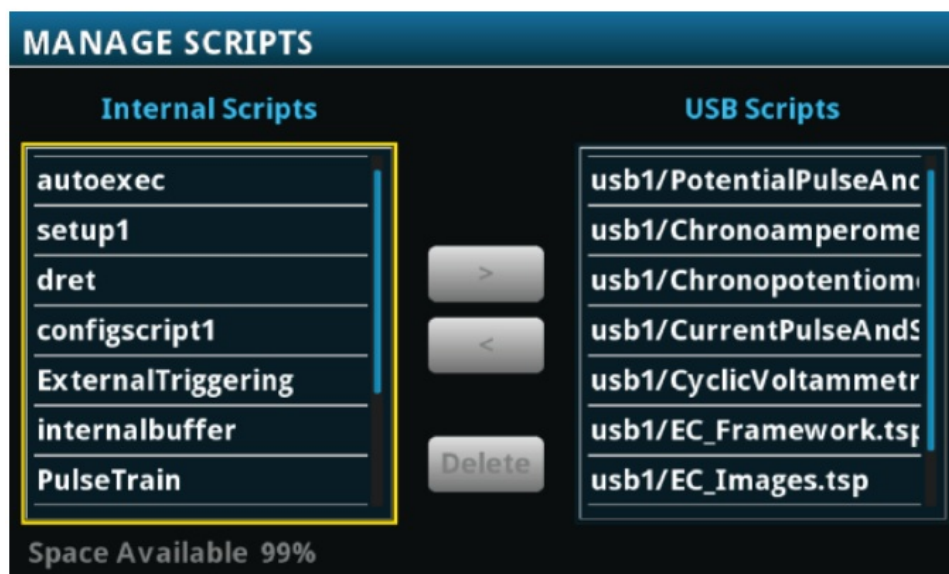 MANAGE SCRIPTS
Internal Scripts
autoexec
setup1
dret
configscript1
ExternalTriggering
internalbuffer
PulseTrain
Space Available 99%
>
<
Delete
USB Scripts
usb1/PotentialPulseAnd
usb1/Chronoamperome
usb1/Chronopotentiom
usb1/CurrentPulseAndS
usb1/CyclicVoltammetr
usb1/EC_Framework.tsp
usb1/EC_Images.tsp